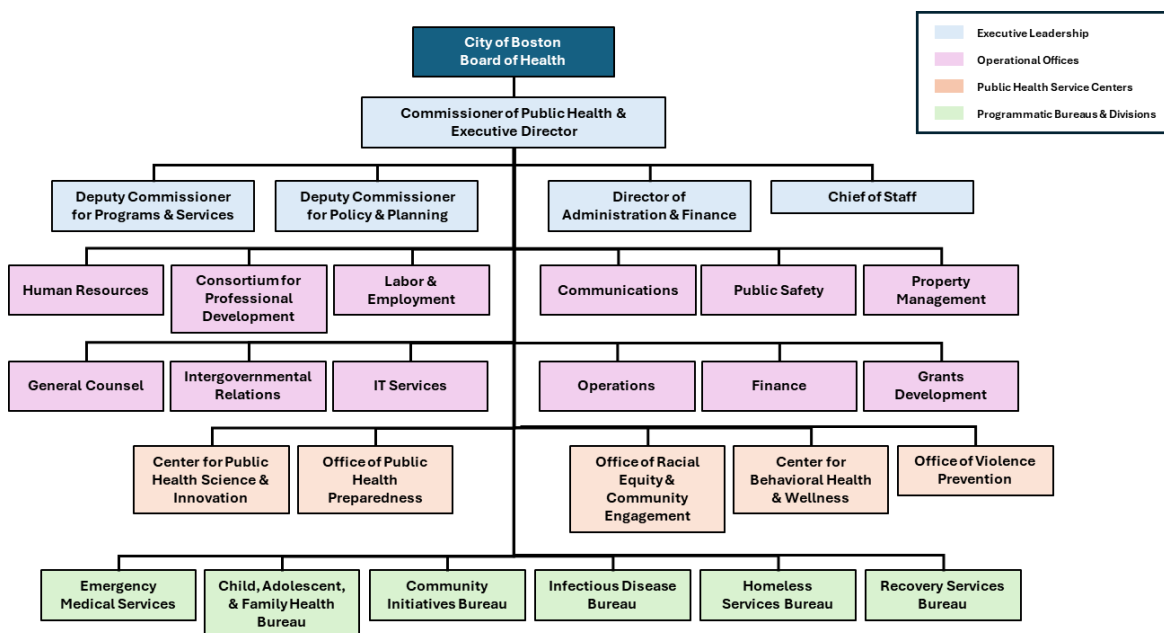 City of Boston
Board of Health
Executive Leadership
Operational Offices
Public Health Service Centers
Programmatic Bureaus & Divisions
Commissioner of Public Health &
Executive Director
Deputy Commissioner
for Programs & Services
Deputy Commissioner
for Policy & Planning
Director of
Administration & Finance
Chief of Staff
Human Resources
Consortium for
Professional
Development
Labor &
Employment
Communications
Public Safety
Property
Management
General Counsel
Intergovernmental
Relations
IT Services
Operations
Finance
Grants
Development
Center for Public
Health Science &
Innovation
Office of Public
Health
Preparedness
Office of Racial
Equity &
Community
Engagement
Center for
Behavioral Health
& Wellness
Office of Violence
Prevention
Emergency
Medical Services
Child, Adolescent,
& Family Health
Bureau
Community
Initiatives Bureau
Infectious Disease
Bureau
Homeless
Services Bureau
Recovery Services
Bureau